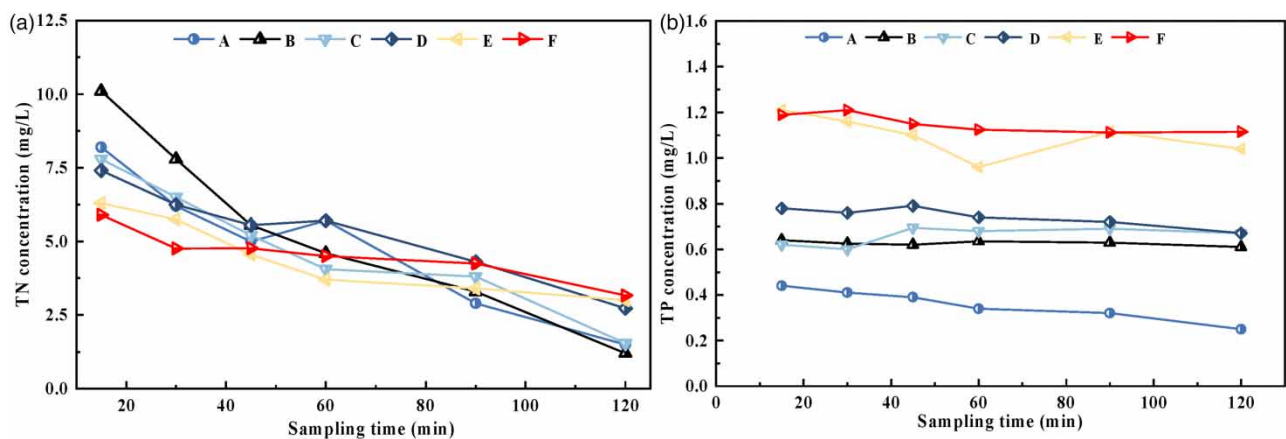 (a)
12.5
10.0
7.5
5.0
2.5
0.0
TN concentration (mg/L)
A B C D E F
20 40 60 80 100 120
Sampling time (min)
(b)
1.6
1.4
1.2
1.0
0.8
0.6
0.4
0.2
0.0
TP concentration (mg/L)
A B C D E F
0 20 40 60 80 100 120
Sampling time (min)